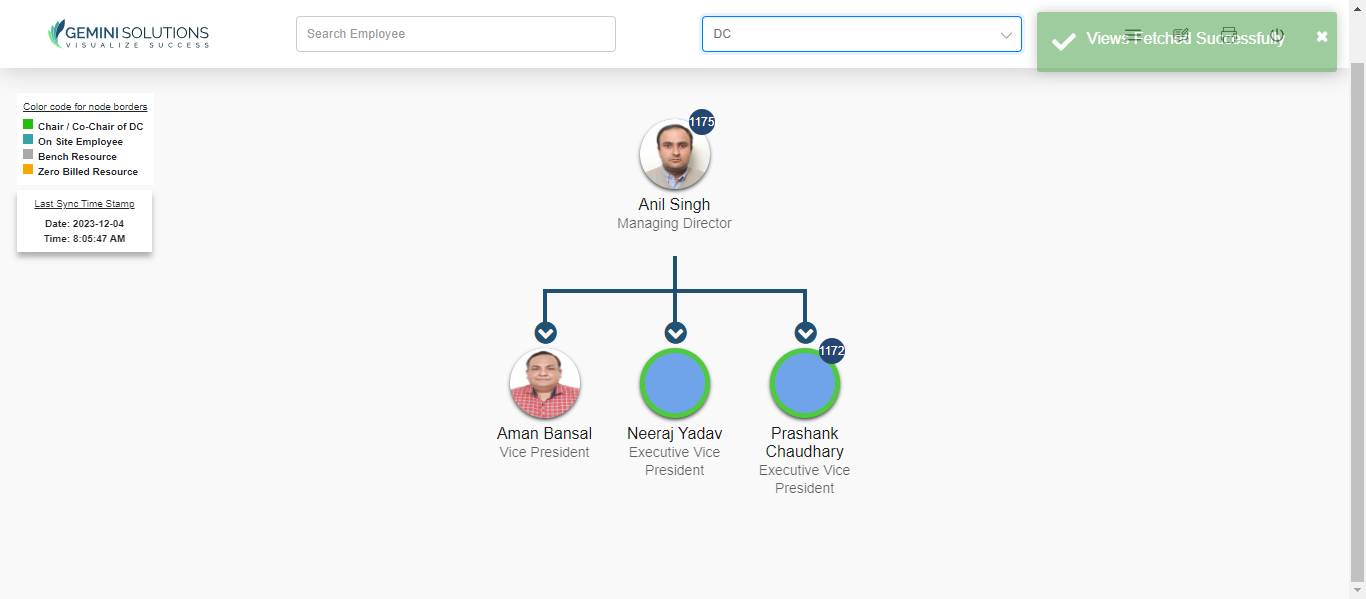 GEMINI SOLUTIONS
VISUALIZE SUCCESS
Search Employee
DC
Views Fetched Successfully
Color code for node borders
Chair / Co-Chair of DC
On Site Employee
Bench Resource
Zero Billed Resource
Last Sync Time Stamp
Date: 2023-12-04
Time: 8:05:47 AM
1175
Anil Singh
Managing Director
1172
Aman Bansal
Vice President
Neeraj Yadav
Executive Vice
President
Prashank
Chaudhary
Executive Vice
President